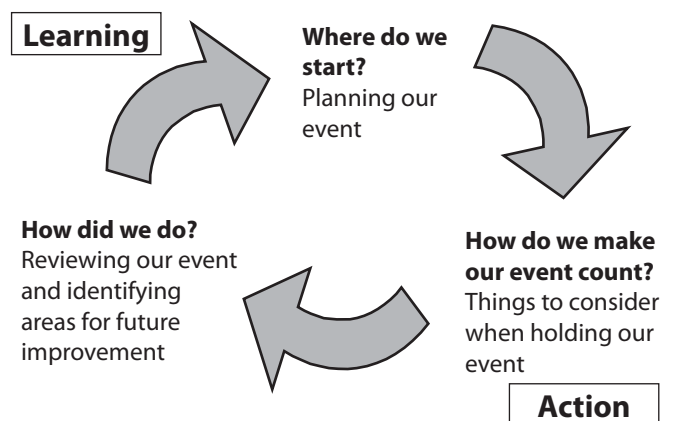 Learning
Where do we
start?
Planning our
event
How do we make
our event count?
Things to consider
when holding our
event
Action
How did we do?
Reviewing our event
and identifying
areas for future
improvement